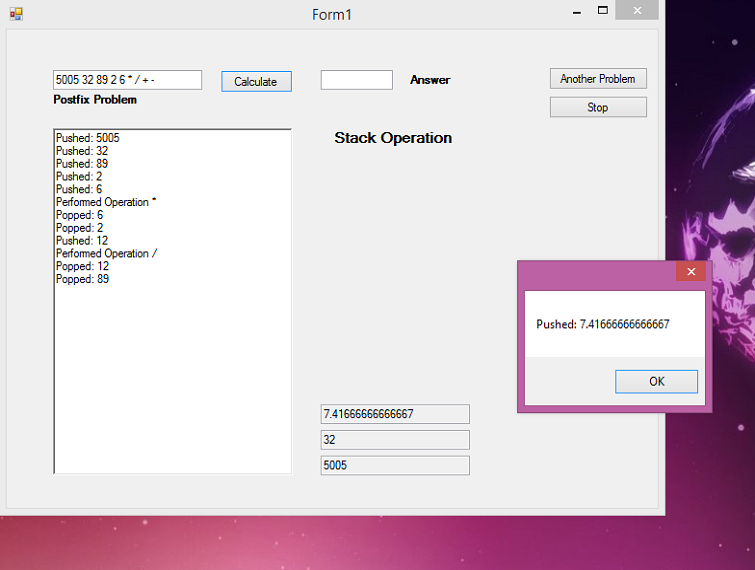 Form1
5005 32 89 2 6 * / + -
Calculate
Answer
Another Problem
Postfix Problem
Stop
Stack Operation
Pushed: 5005
Pushed: 32
Pushed: 89
Pushed: 2
Pushed: 6
Performed Operation *
Popped: 6
Popped: 2
Pushed: 12
Performed Operation /
Popped: 12
Popped: 89
7.41666666666667
32
5005
Pushed: 7.41666666666667
OK